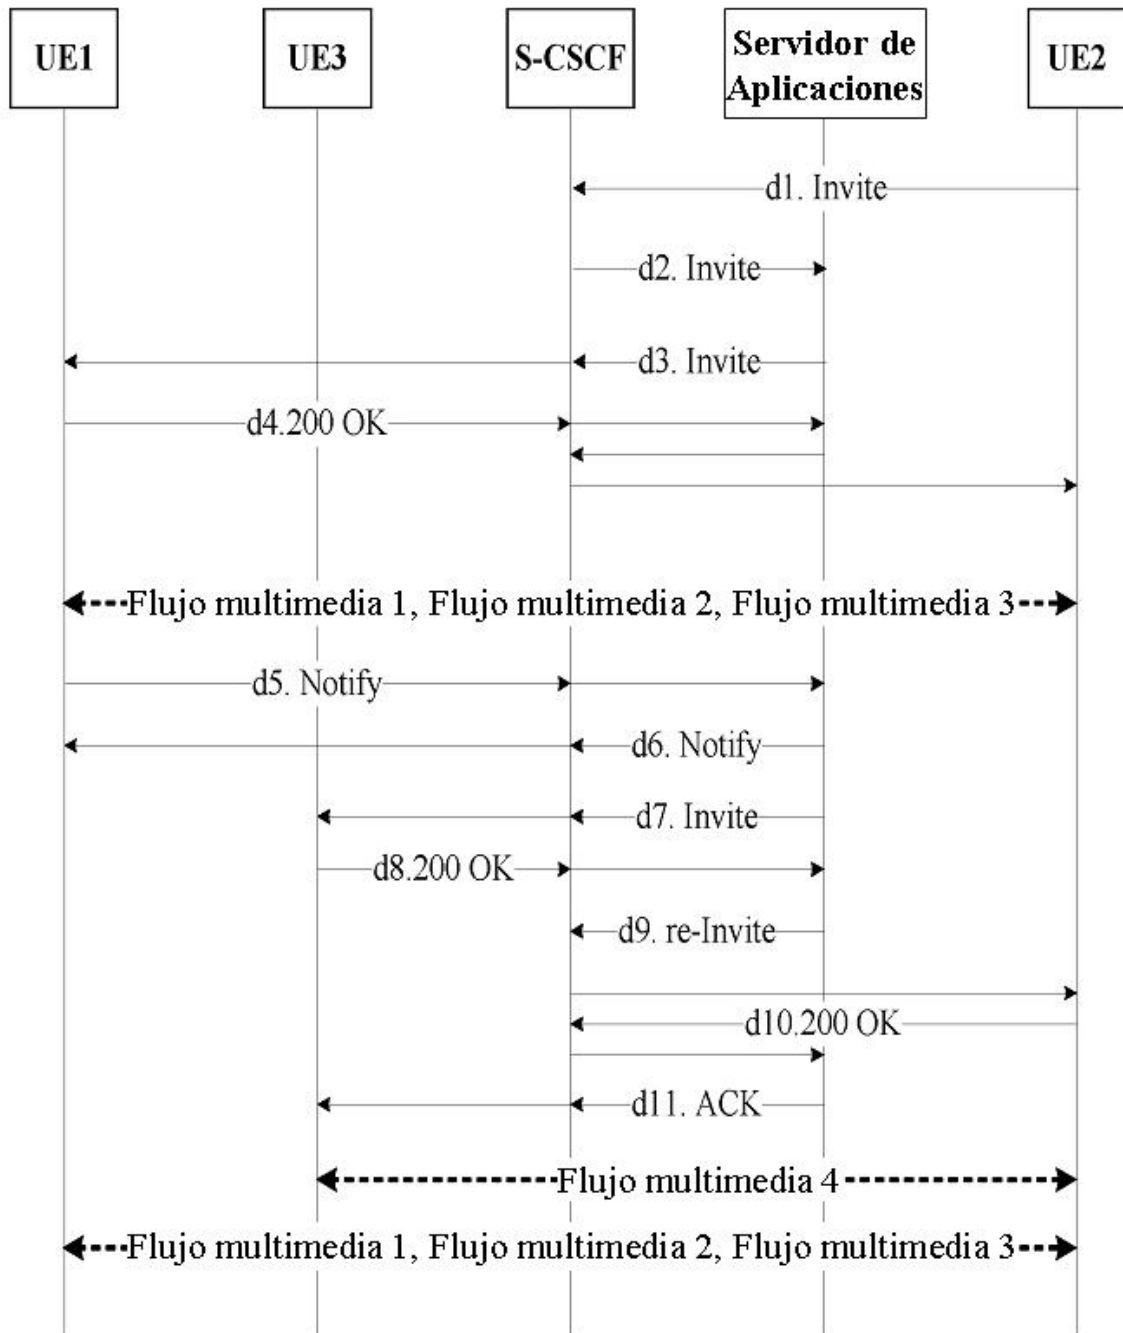 UE1
UE3
S-CSCF
Servidor de
Aplicaciones
UE2
d1. Invite
d2. Invite
d3. Invite
d4.200 OK
Flujo multimedia 1, Flujo multimedia 2, Flujo multimedia 3
d5. Notify
d6. Notify
d7. Invite
d8.200 OK
d9. re-Invite
d10.200 OK
d11. ACK
Flujo multimedia 4
Flujo multimedia 1, Flujo multimedia 2, Flujo multimedia 3